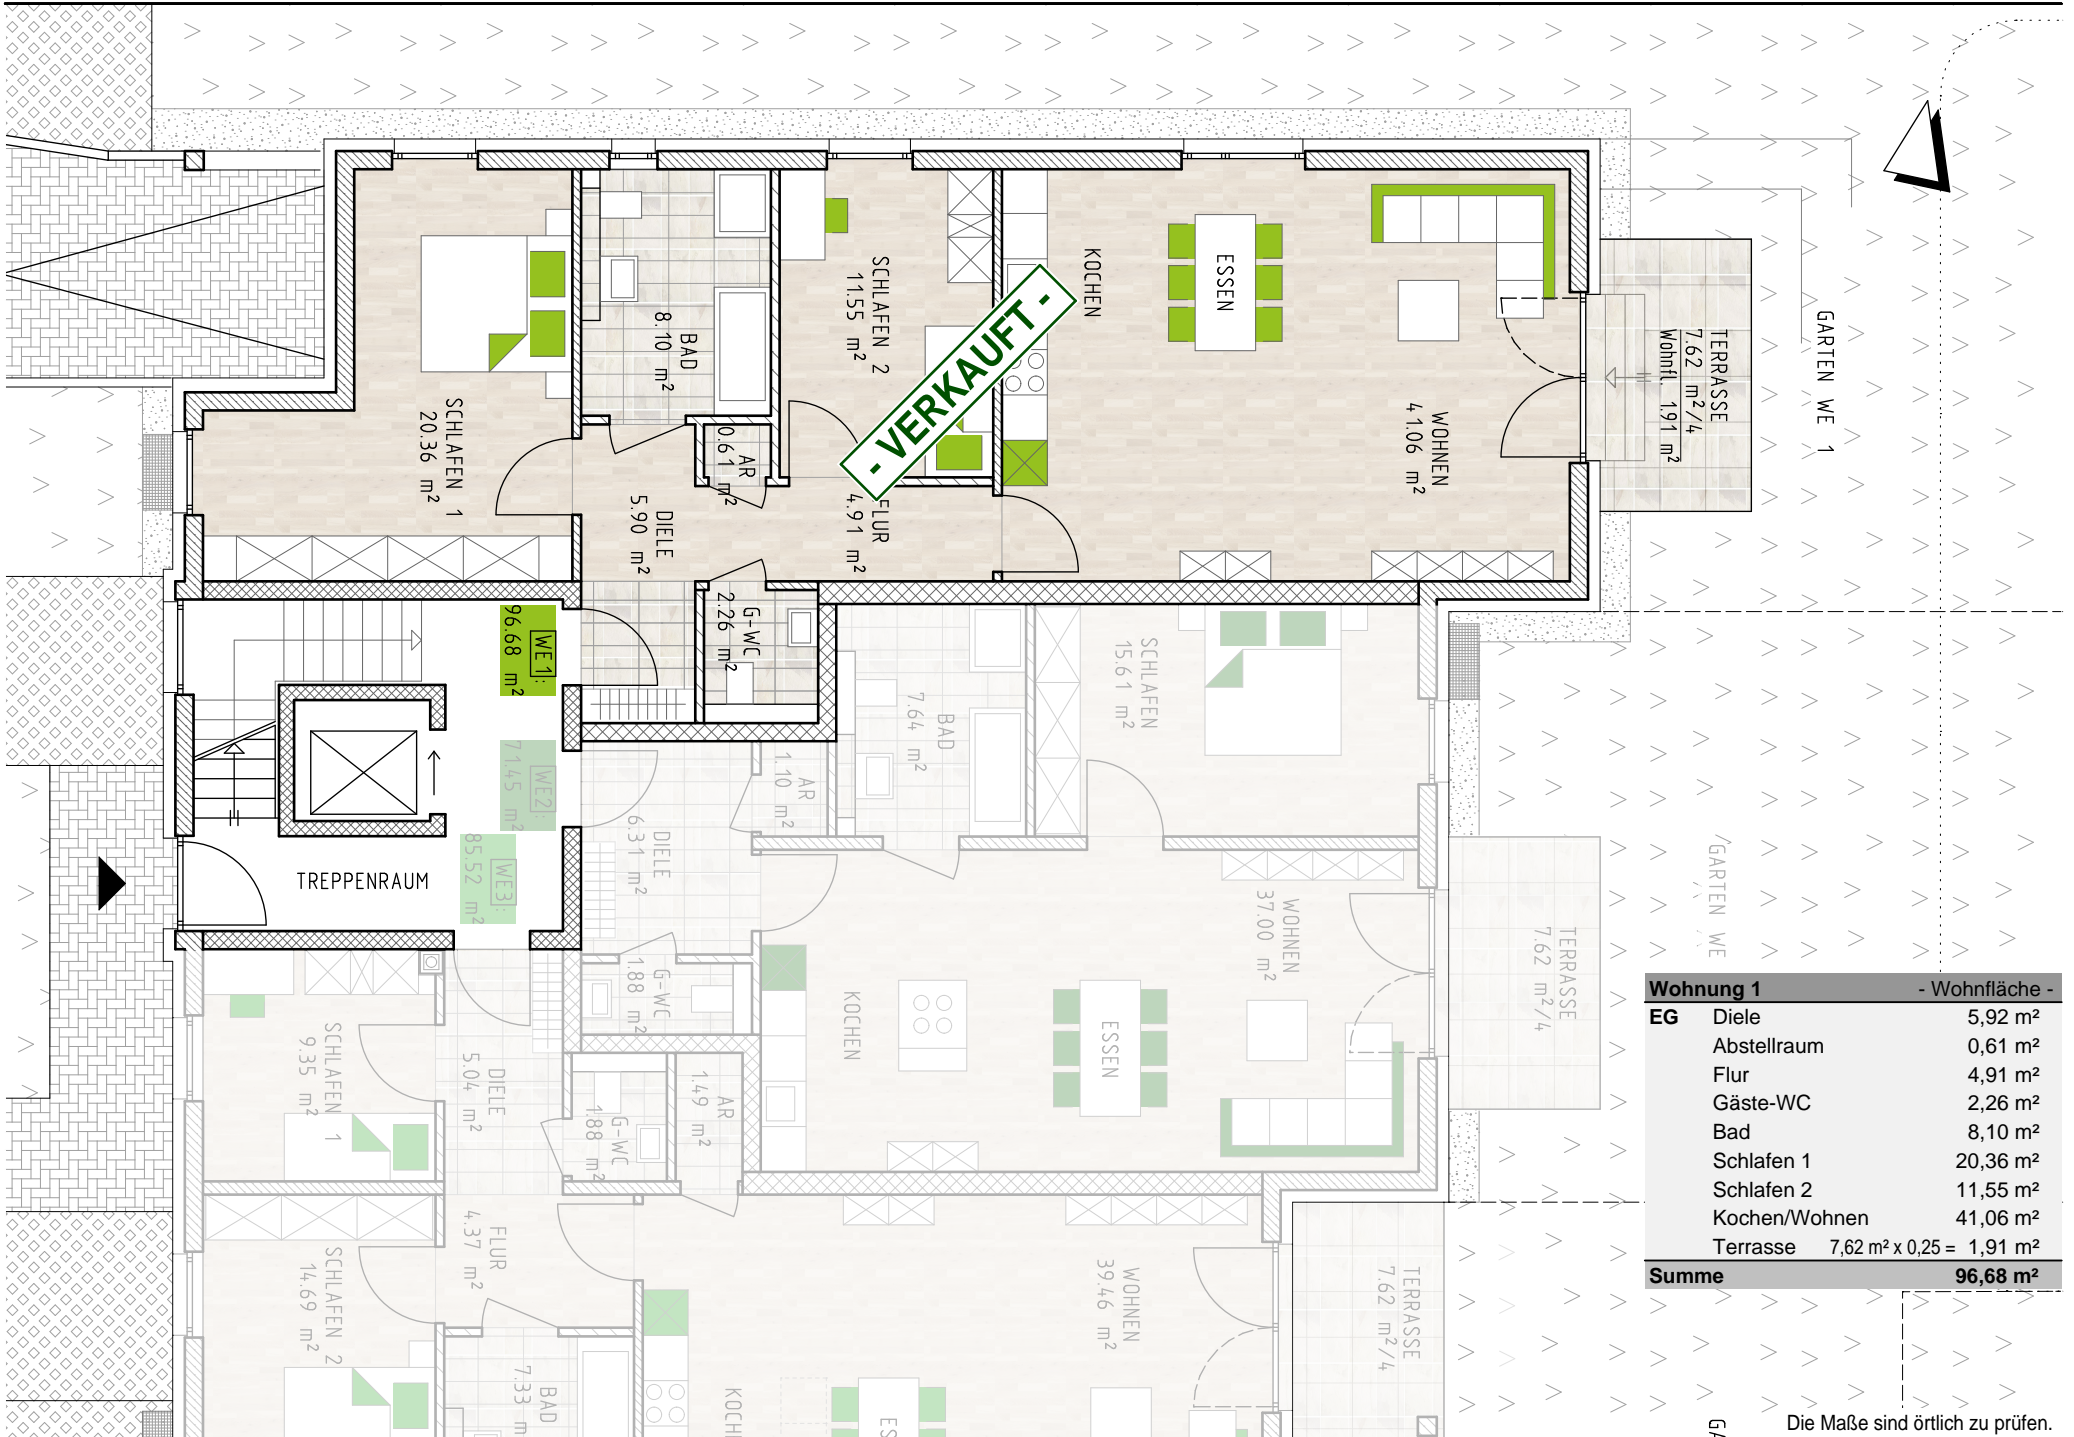 SCHLAFEN 1
20.36 m²
BAD
8.10 m²
SCHLAFEN 2
11.55 m²
KOCHEN
ESSEN
WOHNEN
41.06 m²
TERRASSE
7.62 m²/4
Wohnfl. 1.91 m²
GARTEN WE 1
- VERKAUFT -
AR
0.61 m²
DIELE
5.90 m²
FLUR
4.91 m²
G-WC
2.26 m²
WE 1:
96.68 m²
WE2:
71.45 m²
WE3:
85.52 m²
TREPPENRAUM
BAD
7.64 m²
SCHLAFEN
15.61 m²
AR
1.10 m²
DIELE
6.31 m²
G-WC
1.88 m²
KOCHEN
ESSEN
WOHNEN
37.00 m²
TERRASSE
7.62 m²/4
GARTEN WE
SCHLAFEN 1
9.35 m²
DIELE
5.04 m²
G-WC
1.88 m²
AR
1.49 m²
SCHLAFEN 2
14.69 m²
FLUR
4.37 m²
BAD
7.33 m
KOCH
ES
WOHNEN
39.46 m²
TERRASSE
7.62 m²/4
GA
Wohnung 1 - Wohnfläche -
EG Diele 5,92 m²
Abstellraum 0,61 m²
Flur 4,91 m²
Gäste-WC 2,26 m²
Bad 8,10 m²
Schlafen 1 20,36 m²
Schlafen 2 11,55 m²
Kochen/Wohnen 41,06 m²
Terrasse 7,62 m² x 0,25 = 1,91 m²
Summe 96,68 m²
Die Maße sind örtlich zu prüfen.